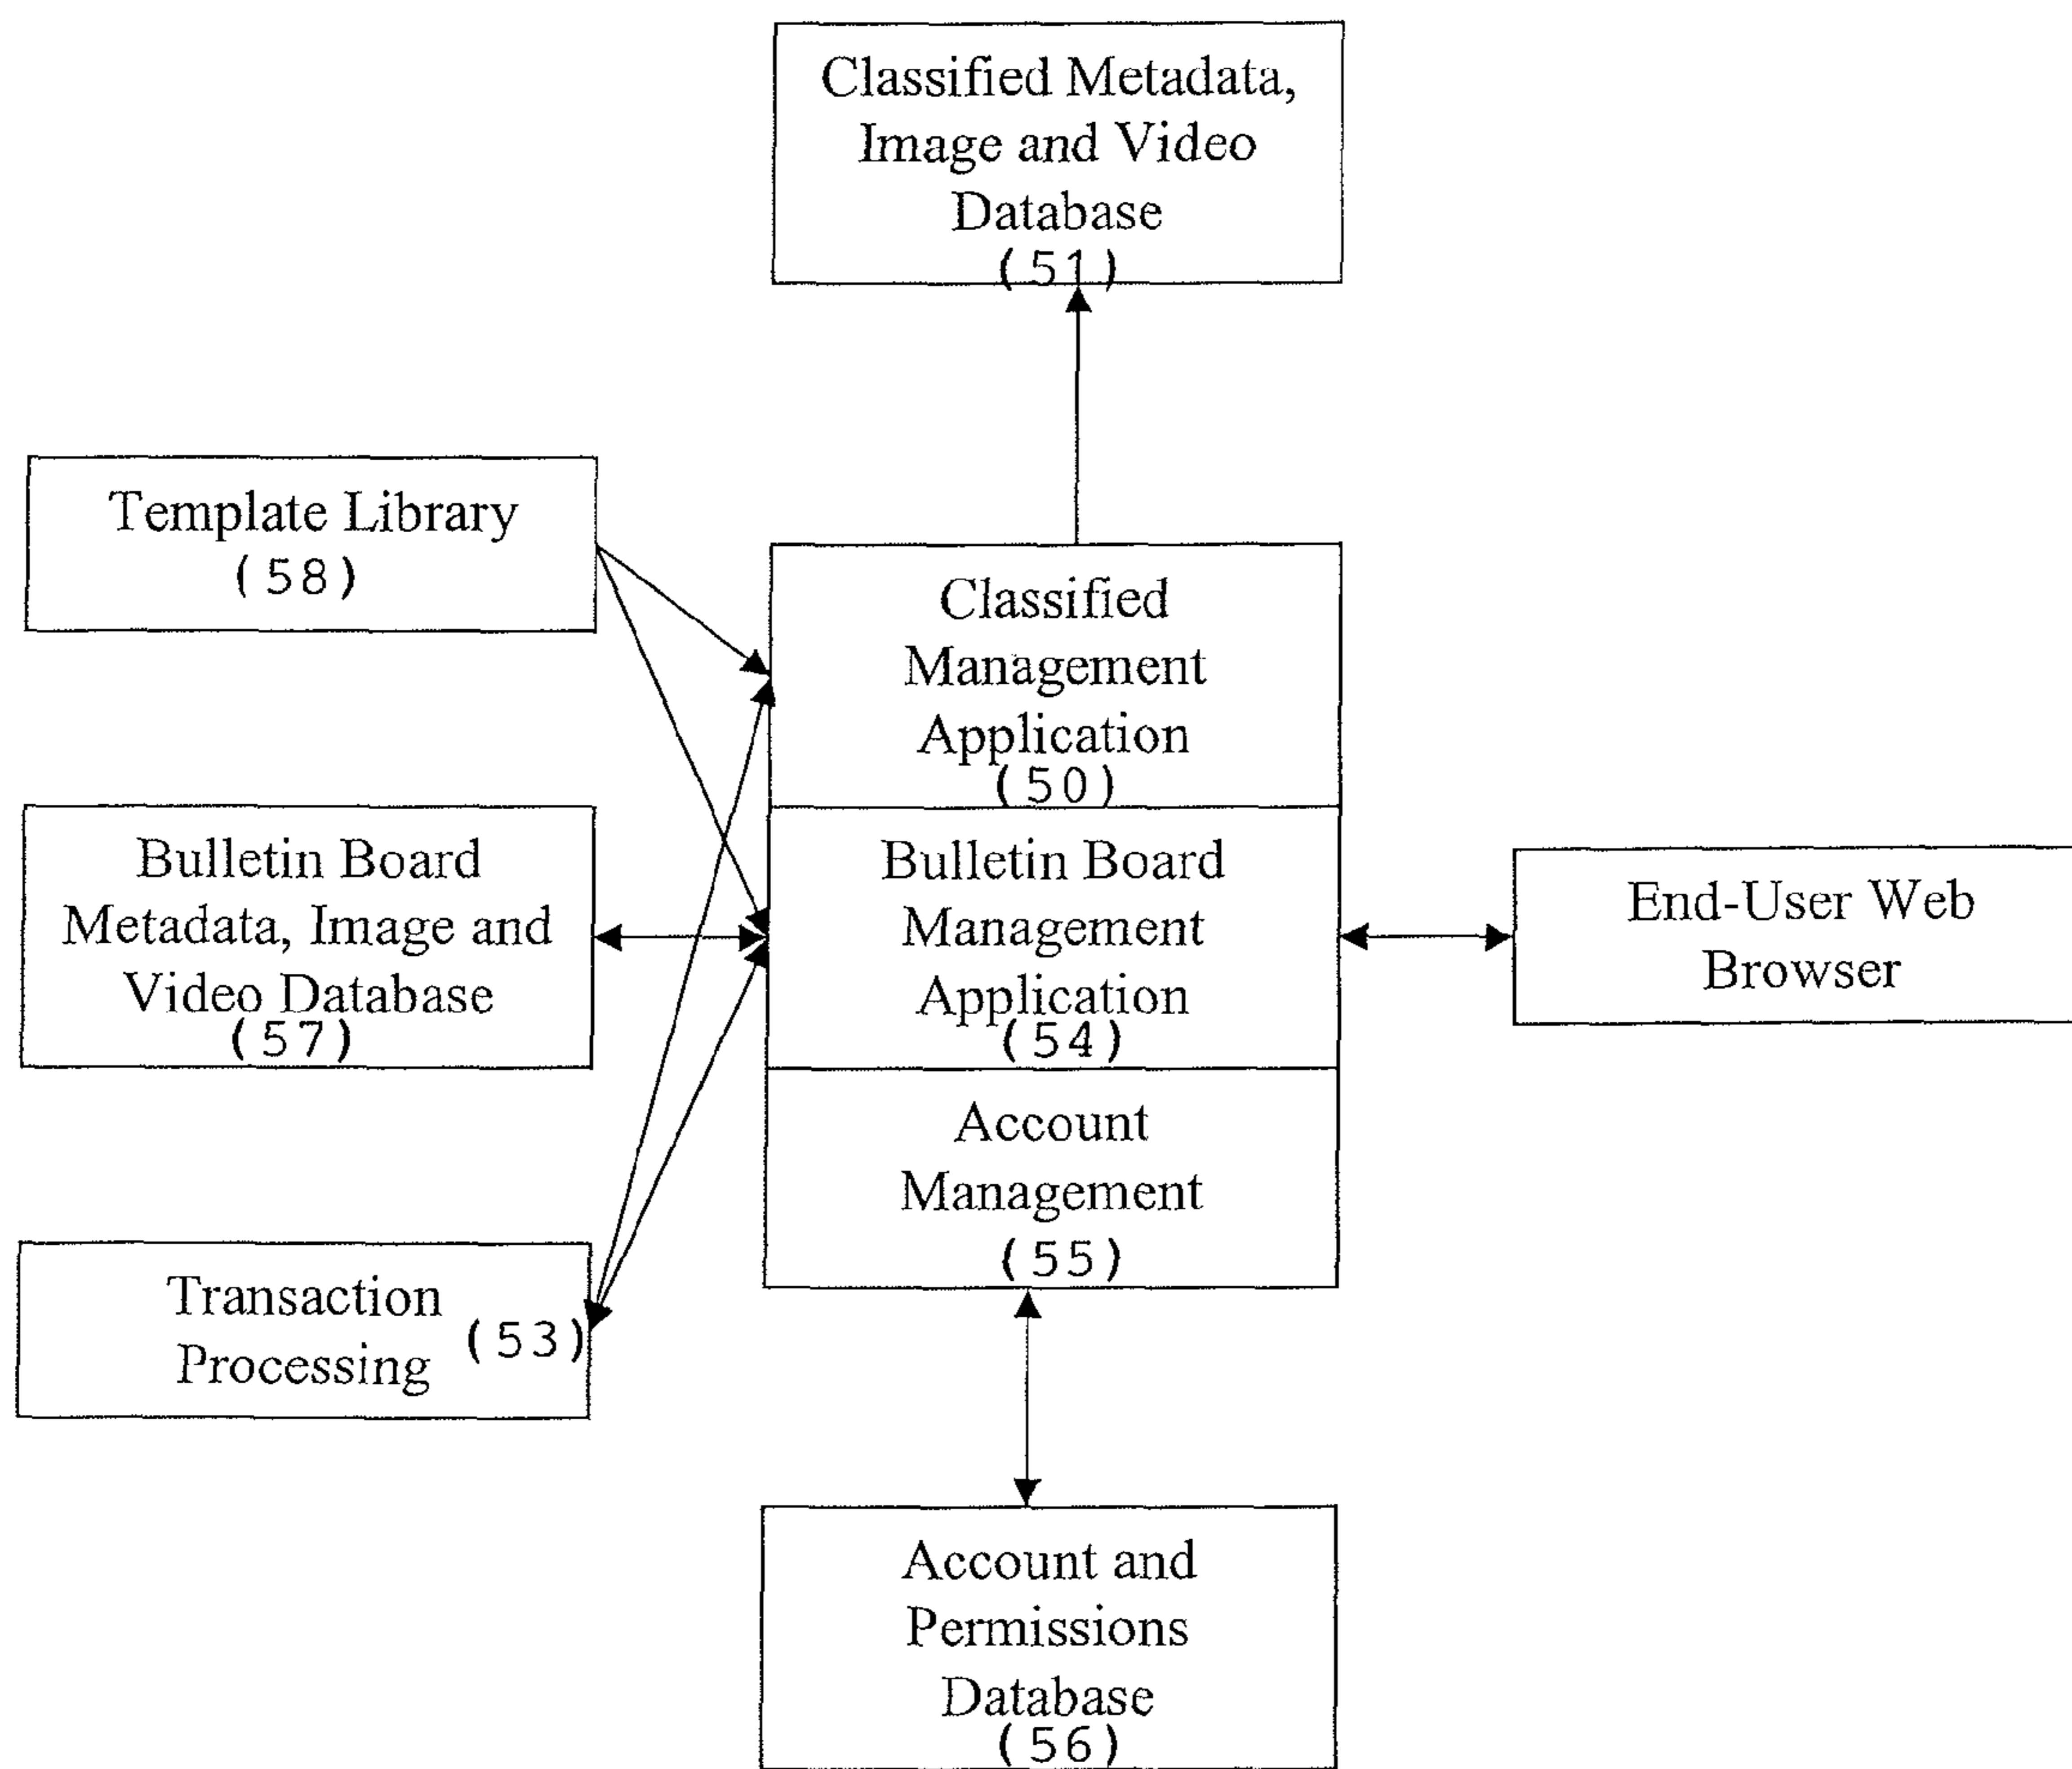 Classified Metadata,
Image and Video
Database
(51)
Template Library
(58)
Classified
Management
Application
(50)
Bulletin Board
Metadata, Image and
Video Database
(57)
Bulletin Board
Management
Application
(54)
End-User Web
Browser
Account
Management
(55)
Transaction
Processing
(53)
Account and
Permissions
Database
(56)